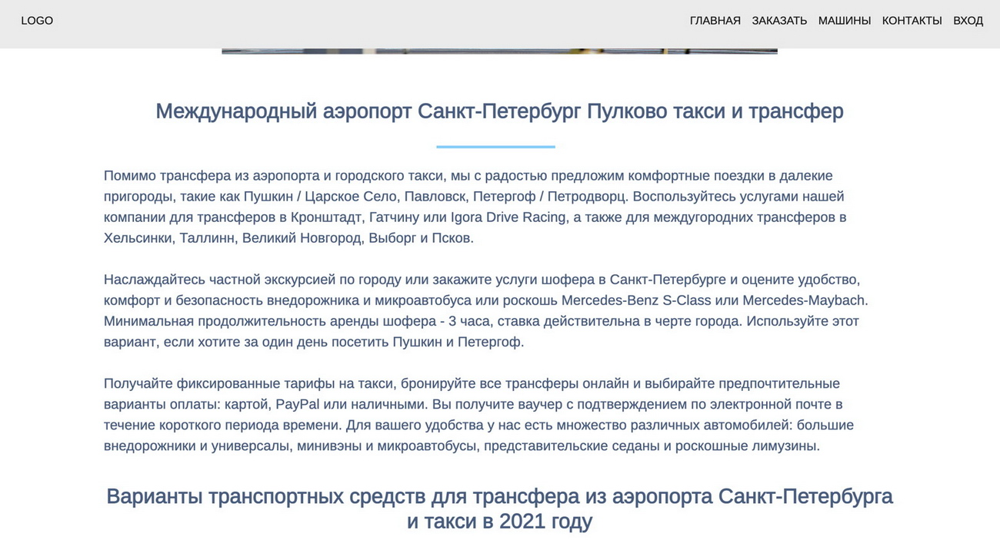 LOGO
ГЛАВНАЯ ЗАКАЗАТЬ МАШИНЫ КОНТАКТЫ ВХОД
Международный аэропорт Санкт-Петербург Пулково такси и трансфер
Помимо трансфера из аэропорта и городского такси, мы с радостью предложим комфортные поездки в далекие
пригороды, такие как Пушкин / Царское Село, Павловск, Петергоф / Петродворц. Воспользуйтесь услугами нашей
компании для трансферов в Кронштадт, Гатчину или Igora Drive Racing, а также для междугородних трансферов в
Хельсинки, Таллинн, Великий Новгород, Выборг и Псков.
Наслаждайтесь частной экскурсией по городу или закажите услуги шофера в Санкт-Петербурге и оцените удобство,
комфорт и безопасность внедорожника и микроавтобуса или роскошь Mercedes-Benz S-Class или Mercedes-Maybach.
Минимальная продолжительность аренды шофера - 3 часа, ставка действительна в черте города. Используйте этот
вариант, если хотите за один день посетить Пушкин и Петергоф.
Получайте фиксированные тарифы на такси, бронируйте все трансферы онлайн и выбирайте предпочтительные
варианты оплаты: картой, PayPal или наличными. Вы получите ваучер с подтверждением по электронной почте в
течение короткого периода времени. Для вашего удобства у нас есть множество различных автомобилей: большие
внедорожники и универсалы, минивэны и микроавтобусы, представительские седаны и роскошные лимузины.
Варианты транспортных средств для трансфера из аэропорта Санкт-Петербурга
и такси в 2021 году